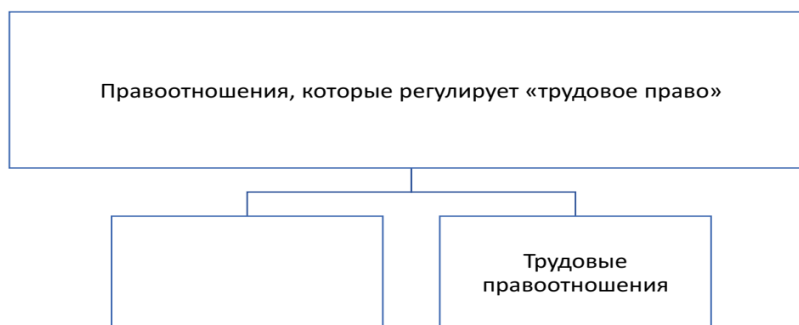 Правоотношения, которые регулирует «трудовое право»
Трудовые
правоотношения